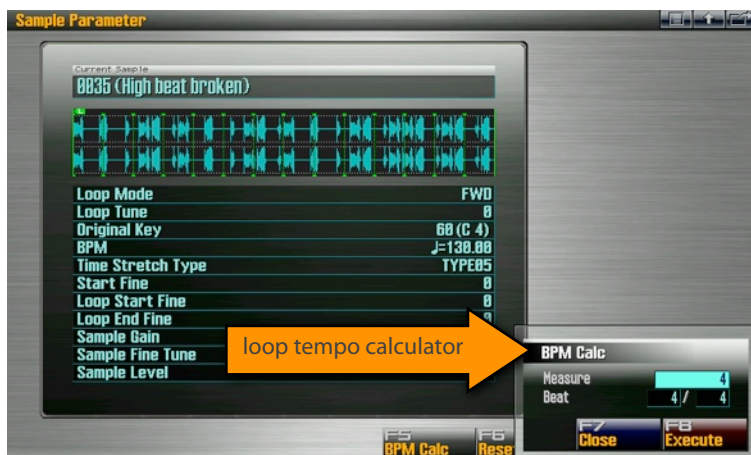 Sample Parameter
Current Sample
0035 (High beat broken)
L
Loop Mode FWD
Loop Tune 0
Original Key 60 (C 4)
BPM ♩=130.00
Time Stretch Type TYPE05
Start Fine 0
Loop Start Fine 0
Loop End Fine 0
Sample Gain
Sample Fine Tune
Sample Level
loop tempo calculator
BPM Calc
Measure 4
Beat 4 / 4
F7 Close F8 Execute
F5 BPM Calc F6 Rese